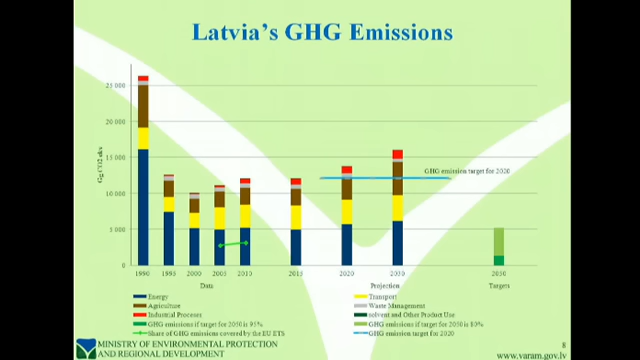 Latvia's GHG Emissions
25 000
20 000
15 000
10 000
5 000
0
Gg CO2 ekv
GHG emission target for 2020
1990 1995 2000 2005 2010 2015 2020 2030 2050
Data Projection Targets
Energy Transport
Agriculture Waste Management
Industrial Processes solvent and Other Product Use
GHG emissions if target for 2050 is 95% GHG emissions if target for 2050 is 80%
Share of GHG emissions covered by the EU ETS GHG emission target for 2020
MINISTRY OF ENVIRONMENTAL PROTECTION
AND REGIONAL DEVELOPMENT
8
www.varam.gov.lv